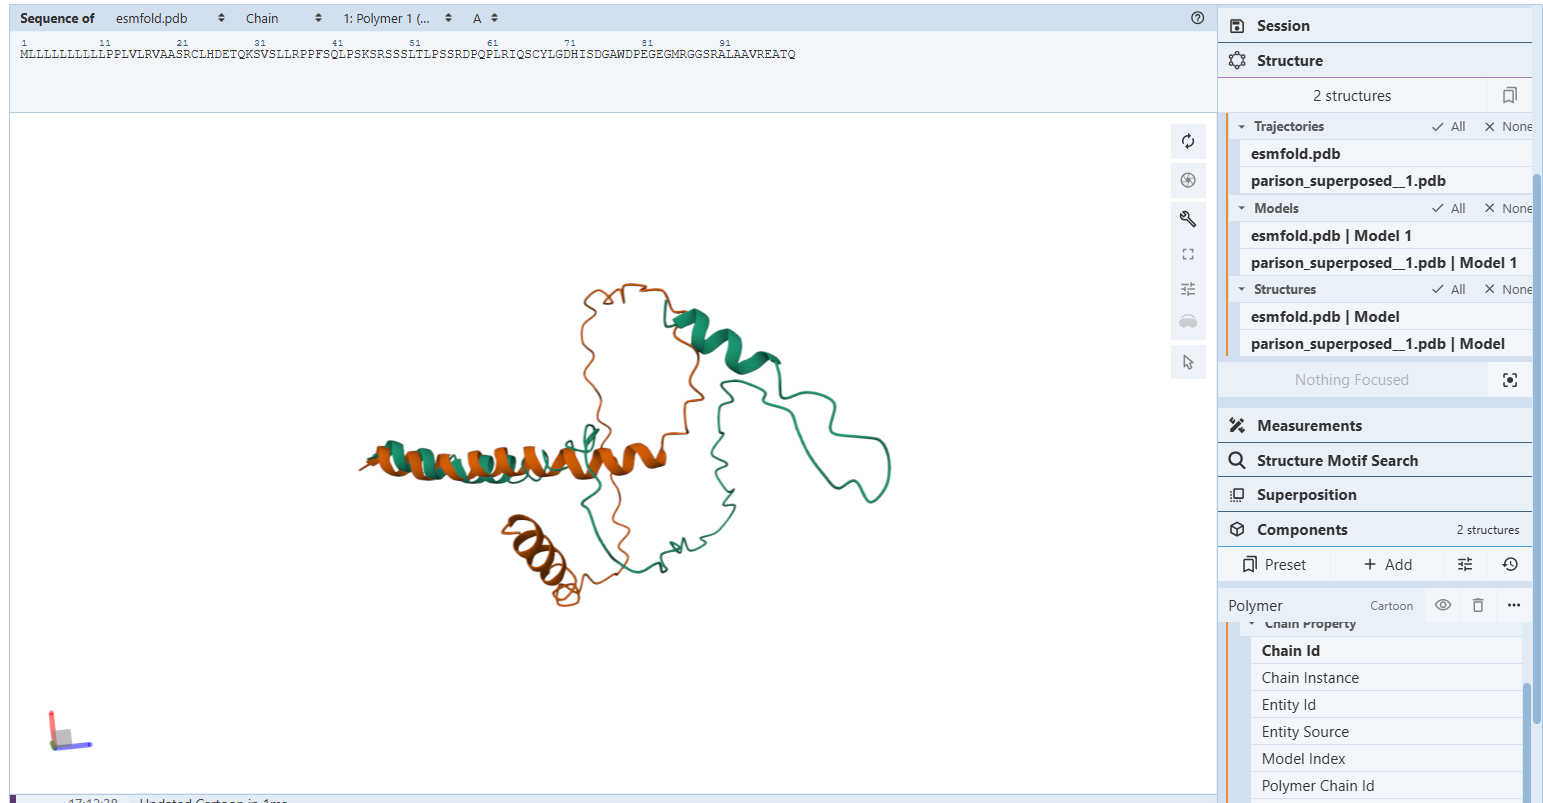 Sequence of esmfold.pdb Chain 1: Polymer 1 (... A
1 11 21 31 41 51 61 71 81 91
MLLLLLLLLLLPPLVLRVAASRCLHDETQKSVSLLRPPFSQLPSKSRSSSLTLPSSRDPQPLRIQSCYLGDHISDGAWDPEGEGMRGGSRALAAVREATQ
Session
Structure
2 structures
Trajectories All None
esmfold.pdb
parison_superposed__1.pdb
Models All None
esmfold.pdb | Model 1
parison_superposed__1.pdb | Model 1
Structures All None
esmfold.pdb | Model
parison_superposed__1.pdb | Model
Nothing Focused
Measurements
Structure Motif Search
Superposition
Components 2 structures
Preset + Add
Polymer Cartoon
Chain Property
Chain Id
Chain Instance
Entity Id
Entity Source
Model Index
Polymer Chain Id
17:12:38 Updated Cartoon in 1ms